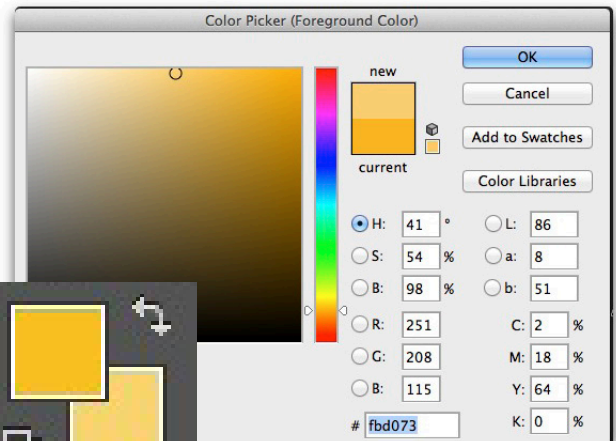 Color Picker (Foreground Color)
new
current
OK
Cancel
Add to Swatches
Color Libraries
H: 41 °
S: 54 %
B: 98 %
R: 251
G: 208
B: 115
# fbd073
L: 86
a: 8
b: 51
C: 2 %
M: 18 %
Y: 64 %
K: 0 %